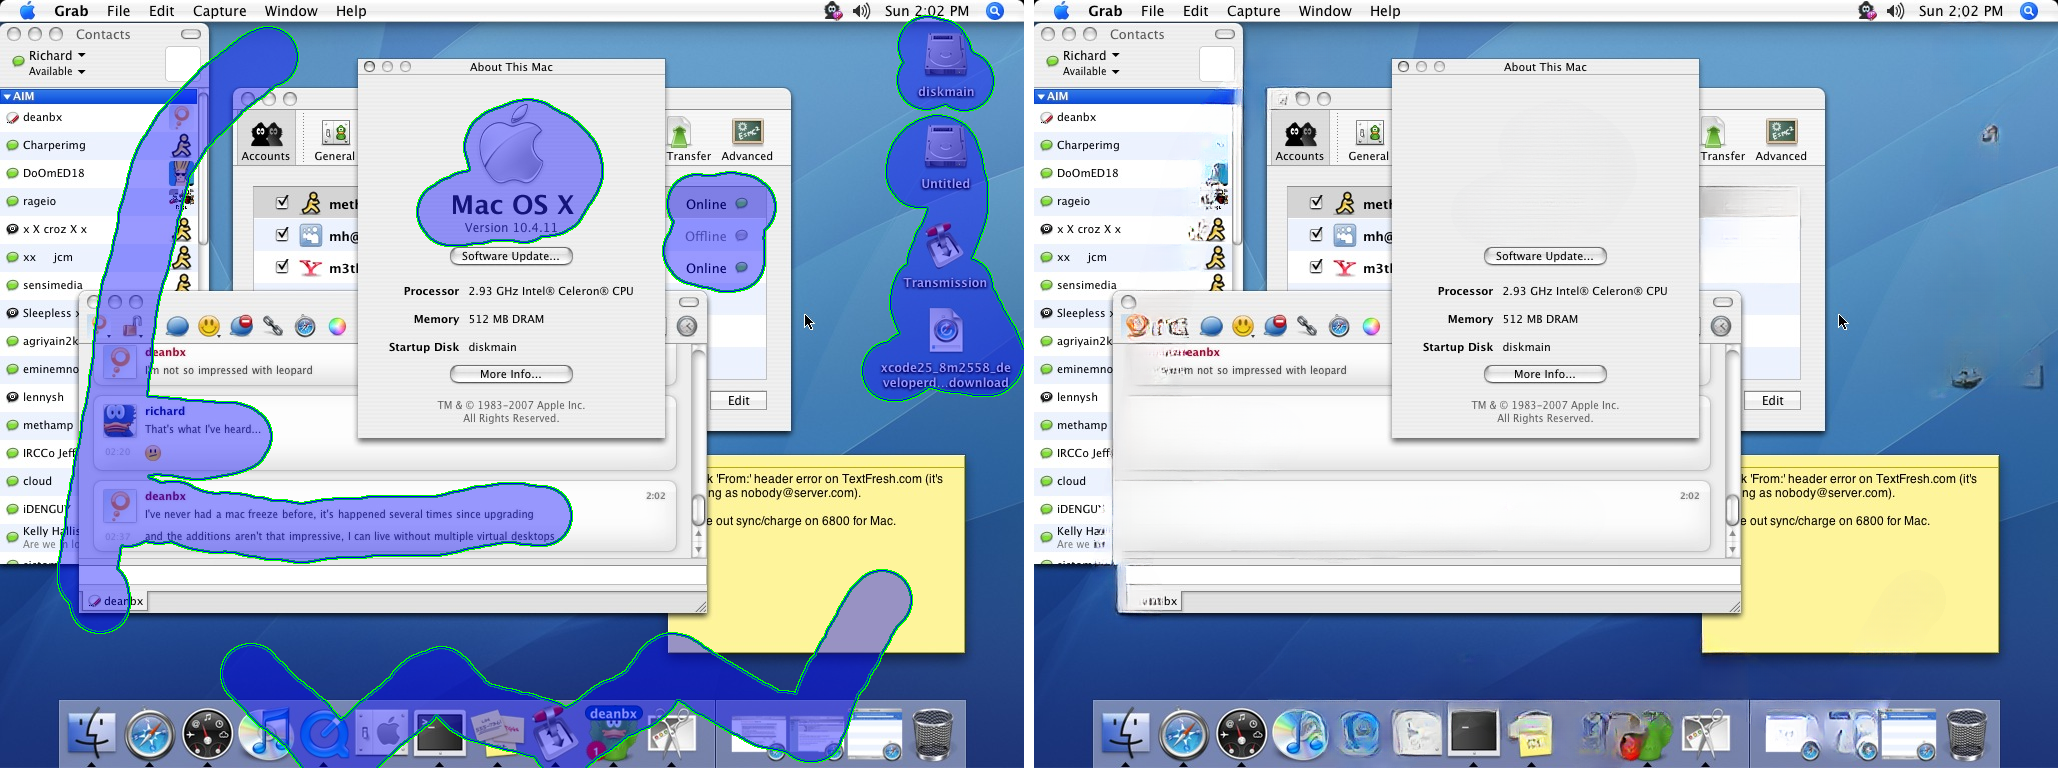 Grab File Edit Capture Window Help Sun 2:02 PM
Contacts
Richard
Available
AIM
deanbx
Charperimg
DoOmED18
rageio
x X croz X x
xx jcm
sensimedia
Sleepless
agriyain2k
eminemno
lennysh
methamp
IRCCo Jeff
cloud
iDENGU
Kelly Hallis
Are we in lo
Accounts
General
Transfer
Advanced
meth
mh@
m3tl
Online
Offline
Online
Edit
About This Mac
Mac OS X
Version 10.4.11
Software Update...
Processor 2.93 GHz Intel® Celeron® CPU
Memory 512 MB DRAM
Startup Disk diskmain
More Info...
TM & © 1983-2007 Apple Inc.
All Rights Reserved.
deanbx
I'm not so impressed with leopard
richard
That's what I've heard...
02:20
deanbx
2:02
I've never had a mac freeze before, it's happened several times since upgrading
02:37 and the additions aren't that impressive, I can live without multiple virtual desktops
deanbx
k 'From:' header error on TextFresh.com (it's
ng as nobody@server.com).
e out sync/charge on 6800 for Mac.
diskmain
Untitled
Transmission
xcode25_8m2558_de
veloperd...download
deanbx
1
Grab File Edit Capture Window Help Sun 2:02 PM
Contacts
Richard
Available
AIM
deanbx
Charperimg
DoOmED18
rageio
x X croz X x
xx jcm
sensimedia
Sleepless
agriyain2k
eminemno
lennysh
methamp
IRCCo Jeff
cloud
iDENGU
Kelly Ha
Are we
Accounts
General
Transfer
Advanced
meth
mh@
m3tl
Edit
About This Mac
Software Update...
Processor 2.93 GHz Intel® Celeron® CPU
Memory 512 MB DRAM
Startup Disk diskmain
More Info...
TM & © 1983-2007 Apple Inc.
All Rights Reserved.
eanbx
m not so impressed with leopard
2:02
bx
k 'From:' header error on TextFresh.com (it's
ng as nobody@server.com).
e out sync/charge on 6800 for Mac.